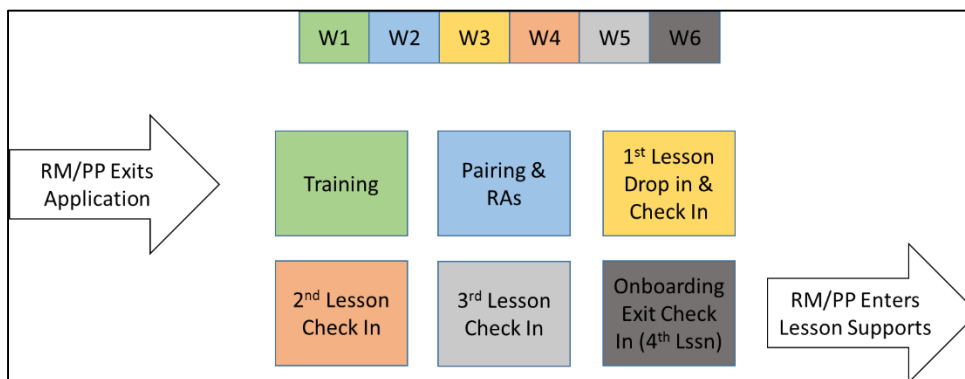 W1 W2 W3 W4 W5 W6
RM/PP Exits
Application
Training
Pairing &
RAs
1st Lesson
Drop in &
Check In
2nd Lesson
Check In
3rd Lesson
Check In
Onboarding
Exit Check
In (4th Lssn)
RM/PP Enters
Lesson Supports